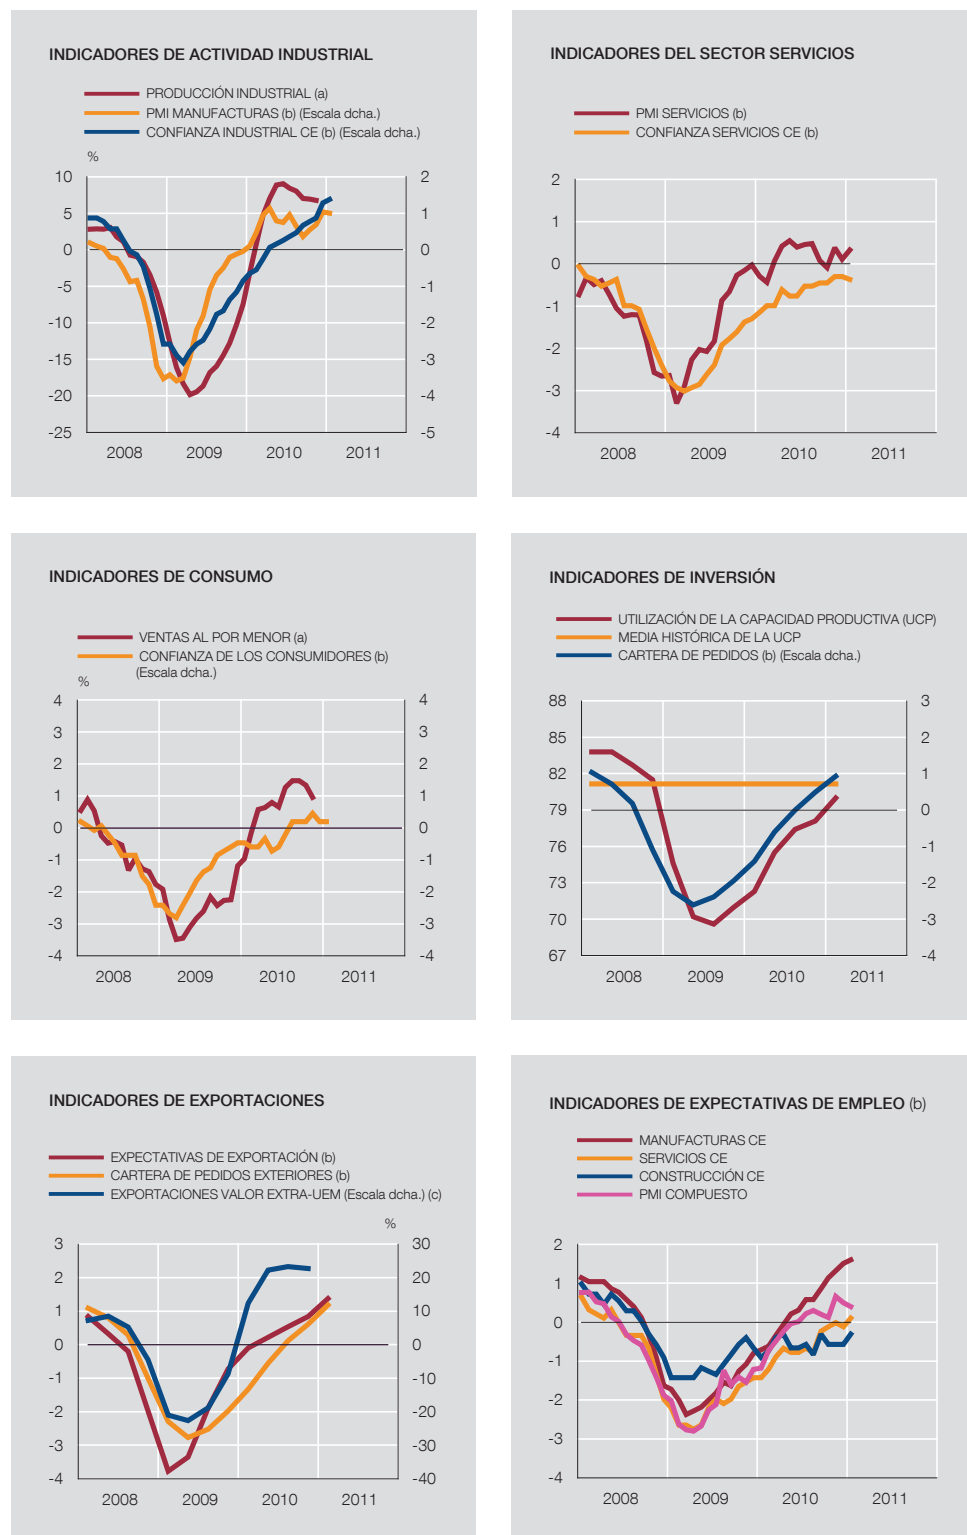 INDICADORES DE ACTIVIDAD INDUSTRIAL
PRODUCCIÓN INDUSTRIAL (a)
PMI MANUFACTURAS (b) (Escala dcha.)
CONFIANZA INDUSTRIAL CE (b) (Escala dcha.)
%
10 2
5 1
0 0
-5 -1
-10 -2
-15 -3
-20 -4
-25 -5
2008 2009 2010 2011
INDICADORES DEL SECTOR SERVICIOS
PMI SERVICIOS (b)
CONFIANZA SERVICIOS CE (b)
2
1
0
-1
-2
-3
-4
2008 2009 2010 2011
INDICADORES DE CONSUMO
VENTAS AL POR MENOR (a)
CONFIANZA DE LOS CONSUMIDORES (b)
(Escala dcha.)
%
4 4
3 3
2 2
1 1
0 0
-1 -1
-2 -2
-3 -3
-4 -4
2008 2009 2010 2011
INDICADORES DE INVERSIÓN
UTILIZACIÓN DE LA CAPACIDAD PRODUCTIVA (UCP)
MEDIA HISTÓRICA DE LA UCP
CARTERA DE PEDIDOS (b) (Escala dcha.)
88 3
85 2
82 1
79 0
76 -1
73 -2
70 -3
67 -4
2008 2009 2010 2011
INDICADORES DE EXPORTACIONES
EXPECTATIVAS DE EXPORTACIÓN (b)
CARTERA DE PEDIDOS EXTERIORES (b)
EXPORTACIONES VALOR EXTRA-UEM (Escala dcha.) (c)
%
3 30
2 20
1 10
0 0
-1 -10
-2 -20
-3 -30
-4 -40
2008 2009 2010 2011
INDICADORES DE EXPECTATIVAS DE EMPLEO (b)
MANUFACTURAS CE
SERVICIOS CE
CONSTRUCCIÓN CE
PMI COMPUESTO
2
1
0
-1
-2
-3
-4
2008 2009 2010 2011